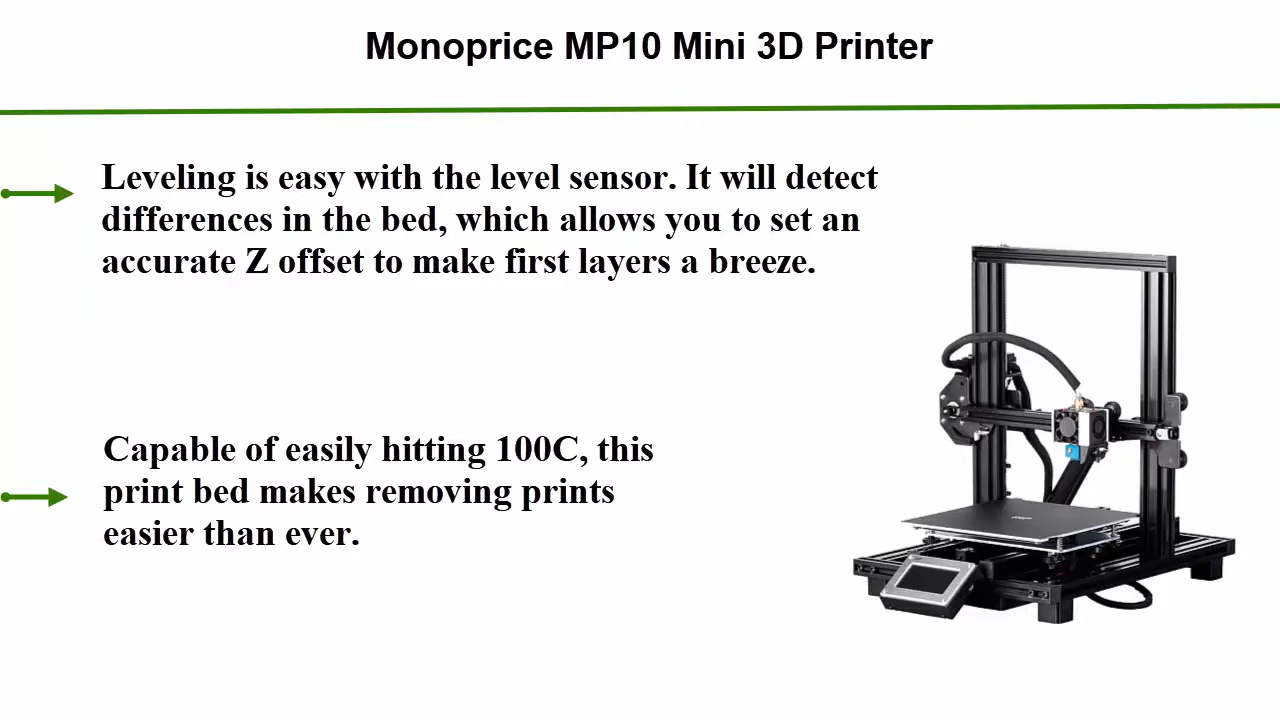 Monoprice MP10 Mini 3D Printer
Leveling is easy with the level sensor. It will detect
differences in the bed, which allows you to set an
accurate Z offset to make first layers a breeze.
Capable of easily hitting 100C, this
print bed makes removing prints
easier than ever.